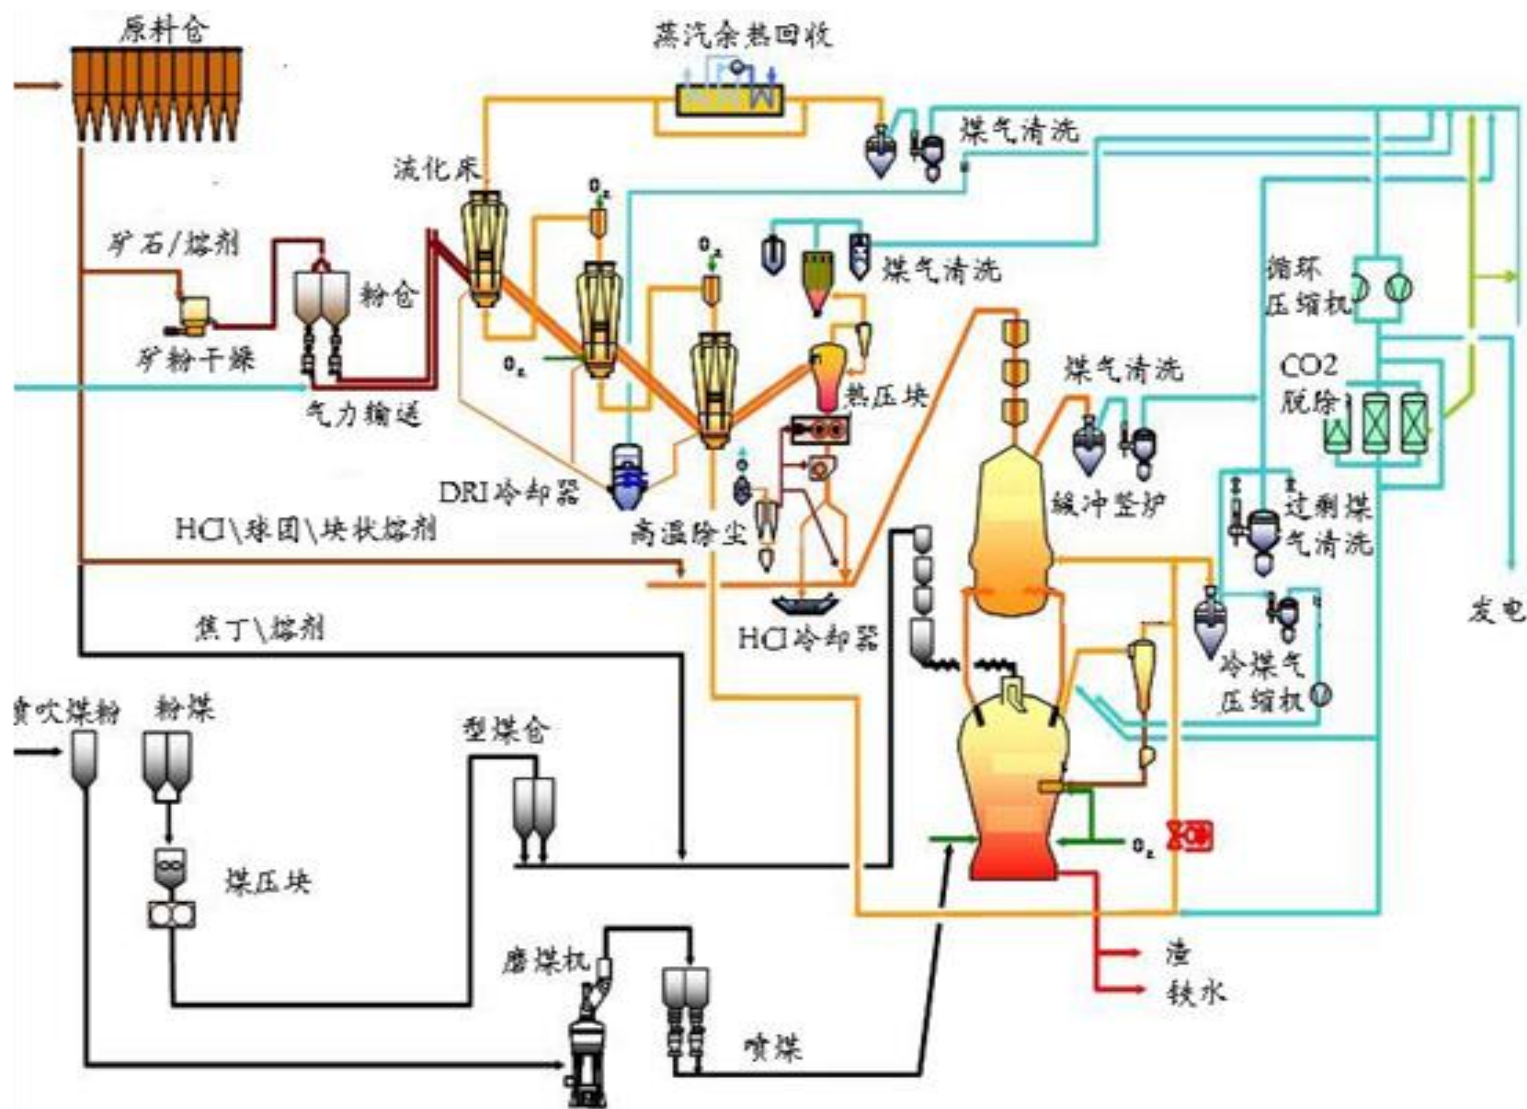 原料仓
蒸汽余热回收
煤气清洗
流化床
O2
O2
矿石/熔剂
粉仓
煤气清洗
循环
压缩机
矿粉干燥
O2
气力输送
热压块
煤气清洗
CO2
脱除
DRI冷却器
高温除尘
缓冲竖炉
过剩煤
气清洗
HCI\球团\块状熔剂
焦丁\熔剂
HCI冷却器
发电
冷煤气
压缩机
喷吹煤粉
粉煤
型煤仓
O2
煤压块
磨煤机
渣
铁水
喷煤